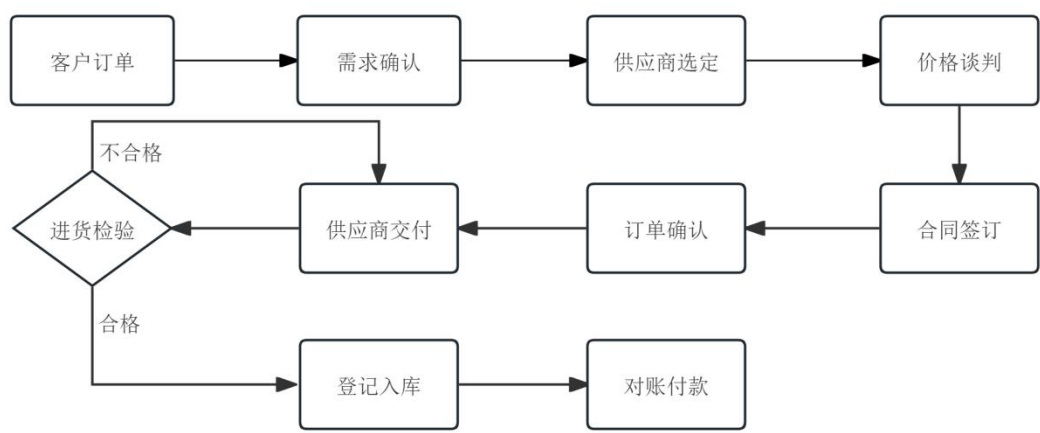 客户订单
需求确认
供应商选定
价格谈判
不合格
进货检验
供应商交付
订单确认
合同签订
合格
登记入库
对账付款